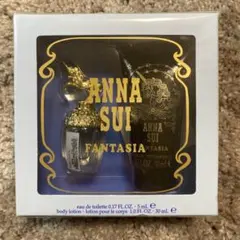 ANNA
SUI
FANTASIA
ANNA
SUI
FANTASIA
eau de toilette 0.17 FL. OZ. - 5 mL ℮
body lotion • lotion pour le corps 1.0 FL. OZ. - 30 mL ℮